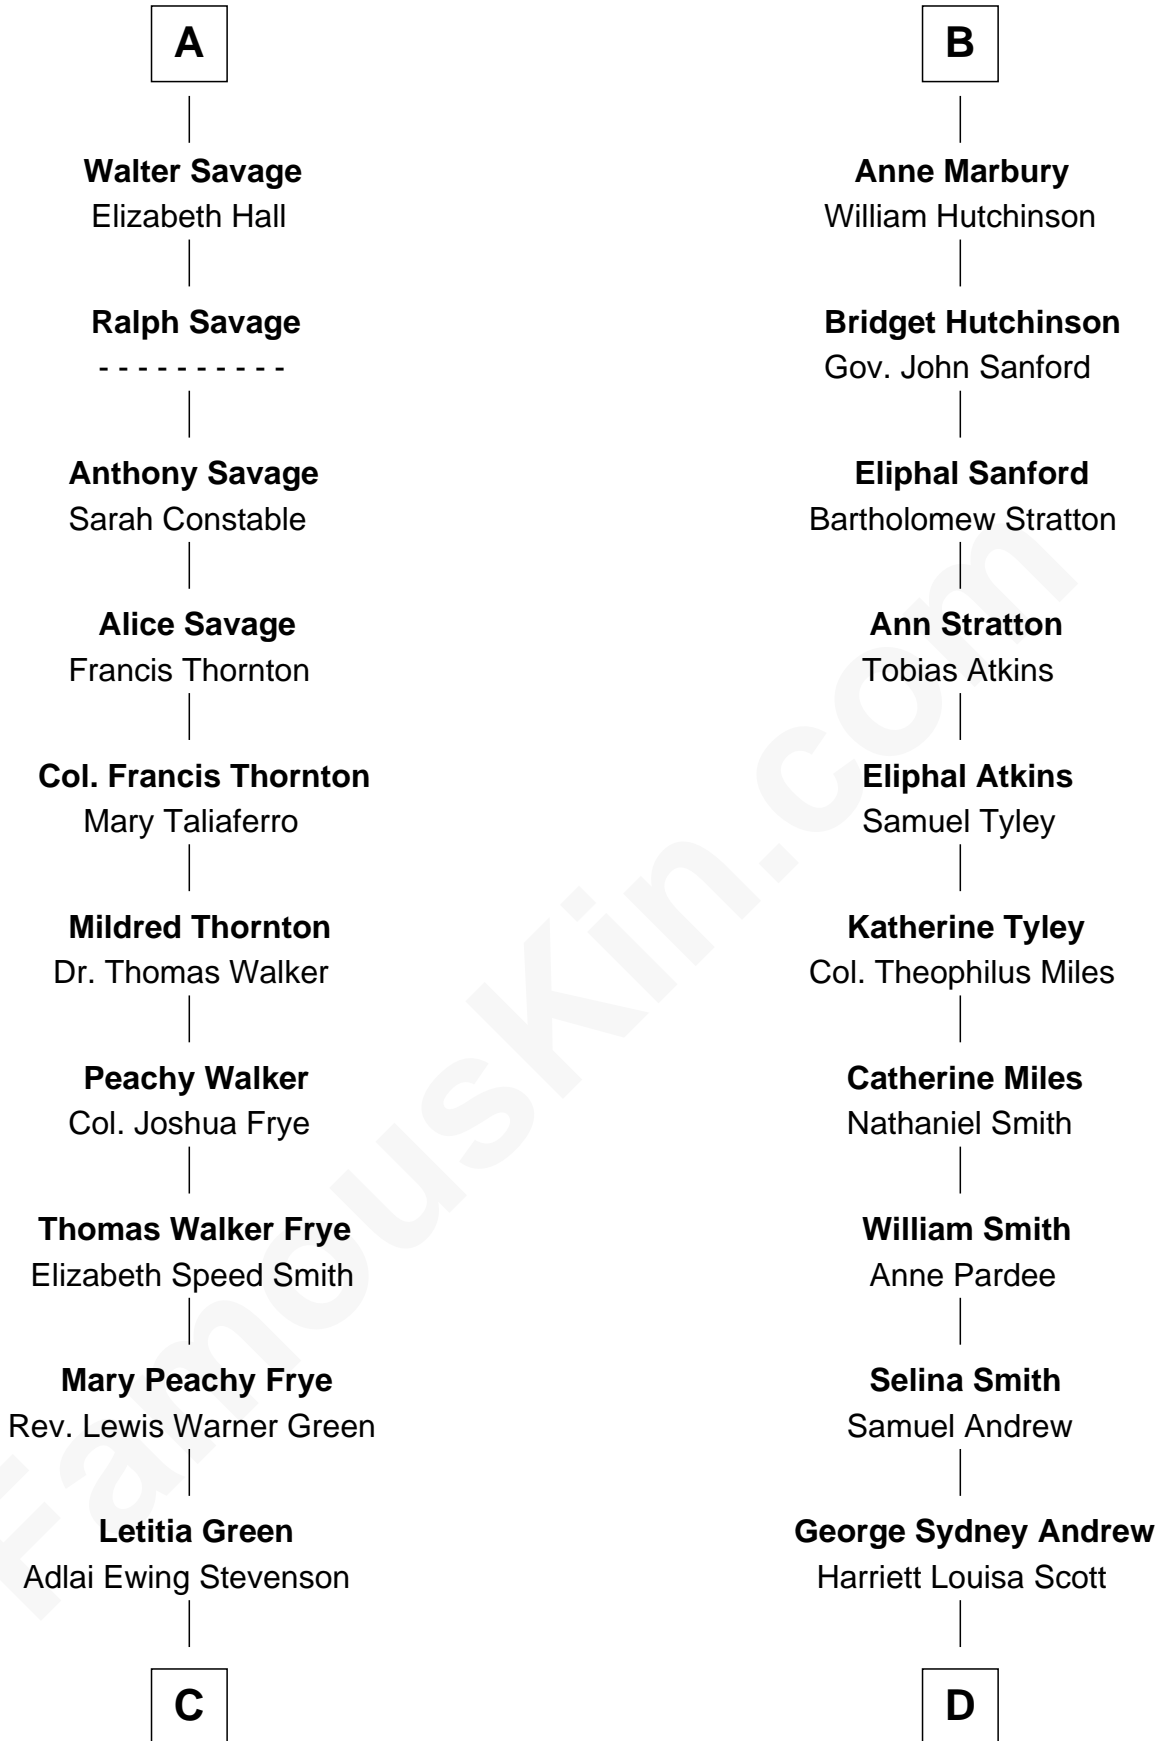 A
Walter Savage
Elizabeth Hall
Ralph Savage
- - - - - - - - - -
Anthony Savage
Sarah Constable
Alice Savage
Francis Thornton
Col. Francis Thornton
Mary Taliaferro
Mildred Thornton
Dr. Thomas Walker
Peachy Walker
Col. Joshua Frye
Thomas Walker Frye
Elizabeth Speed Smith
Mary Peachy Frye
Rev. Lewis Warner Green
Letitia Green
Adlai Ewing Stevenson
C
B
Anne Marbury
William Hutchinson
Bridget Hutchinson
Gov. John Sanford
Eliphal Sanford
Bartholomew Stratton
Ann Stratton
Tobias Atkins
Eliphal Atkins
Samuel Tyley
Katherine Tyley
Col. Theophilus Miles
Catherine Miles
Nathaniel Smith
William Smith
Anne Pardee
Selina Smith
Samuel Andrew
George Sydney Andrew
Harriett Louisa Scott
D
FamousKin.com